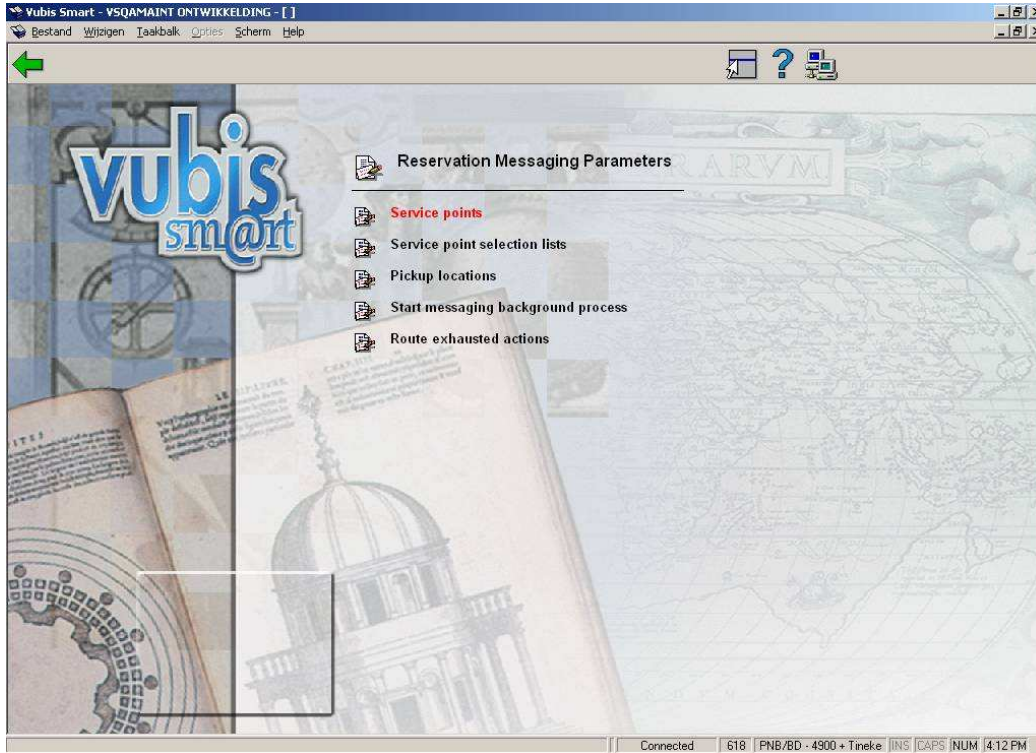 Vubis Smart - VSQAMAINT ONTWIKKELDING - [ ]
Bestand Wijzigen Taakbalk Opties Scherm Help
?
RARVM
vubis
sm@rt
Reservation Messaging Parameters
Service points
Service point selection lists
Pickup locations
Start messaging background process
Route exhausted actions
Connected 618 PNB/BD - 4900 + Tineke INS CAPS NUM 4:12 PM